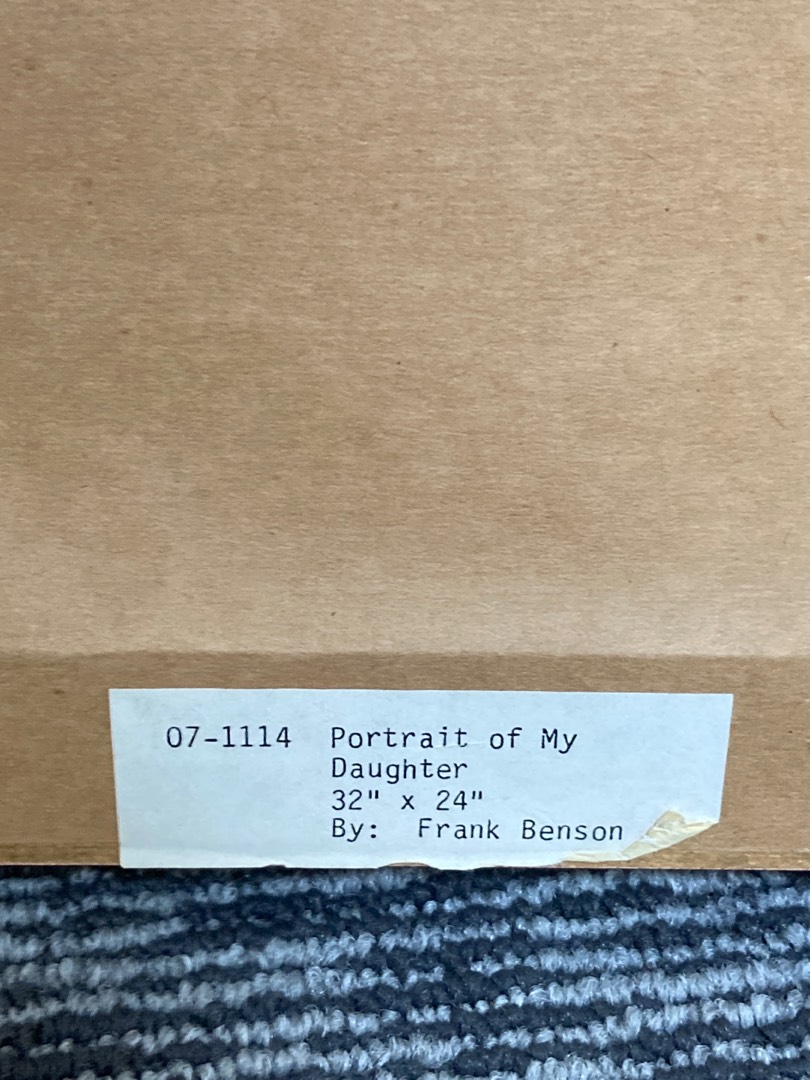 07-1114 Portrait of My
Daughter
32" x 24"
By: Frank Benson